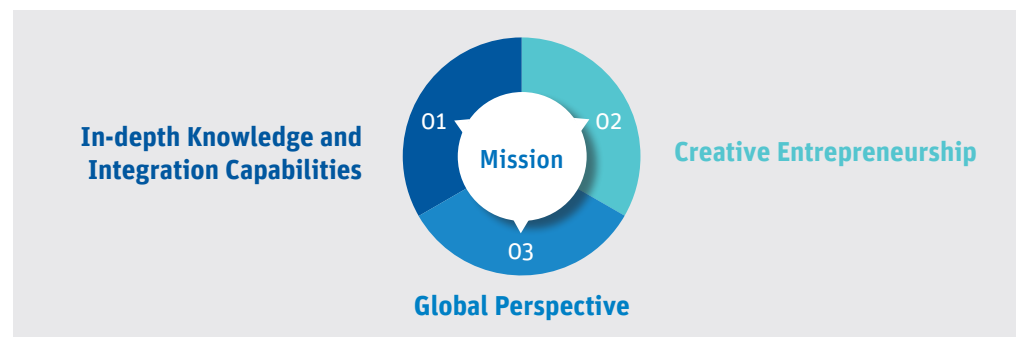 01
In-depth Knowledge and
Integration Capabilities
Mission
02
Creative Entrepreneurship
03
Global Perspective